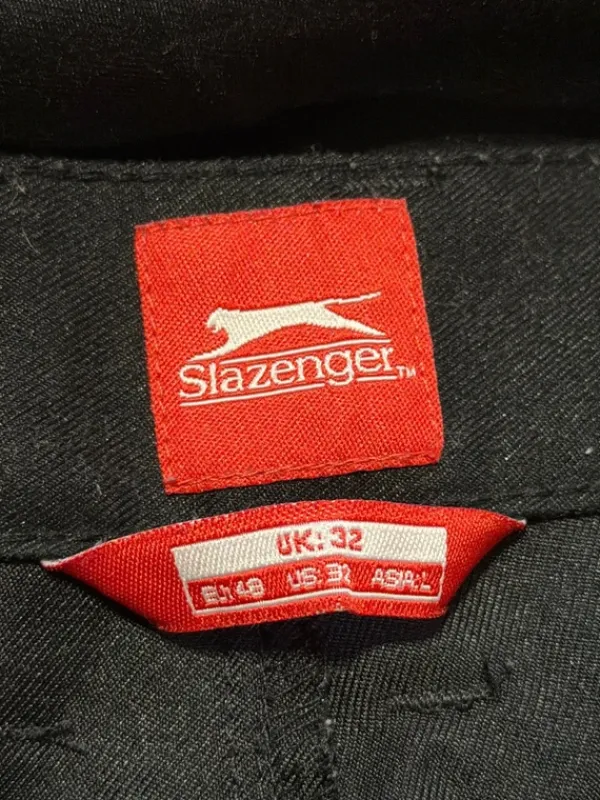 Slazenger™
UK: 32
EU: 48 US: 32 ASIA: L